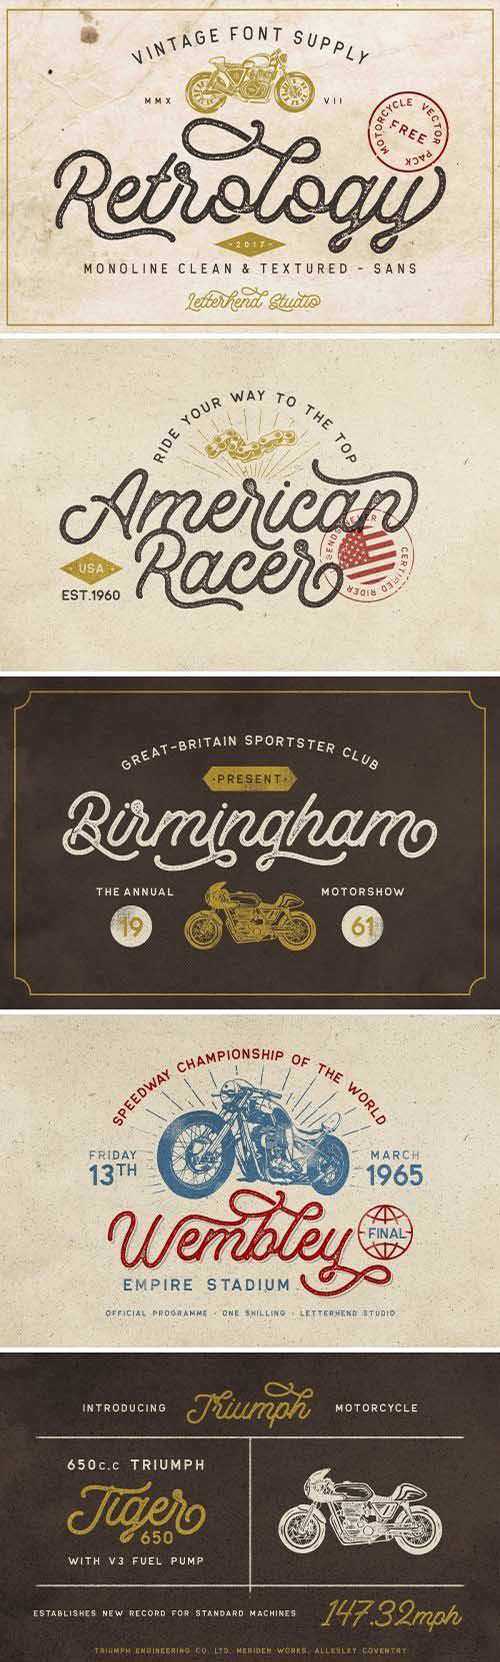 VINTAGE FONT SUPPLY
MMX VII
MOTORCYCLE VECTOR PACK
FREE
Retrology
·2017·
MONOLINE CLEAN & TEXTURED - SANS
Letterhend Studio
RIDE YOUR WAY TO THE TOP
American
Racer
USA
EST.1960
CERTIFIED RIDER
GREAT-BRITAIN SPORTSTER CLUB
·PRESENT·
Birmingham
THE ANNUAL MOTORSHOW
19 61
SPEEDWAY CHAMPIONSHIP OF THE WORLD
FRIDAY MARCH
13TH 1965
Wembley
FINAL
EMPIRE STADIUM
OFFICIAL PROGRAMME · ONE SHILLING · LETTERHEND STUDIO
INTRODUCING Triumph MOTORCYCLE
650c.c TRIUMPH
Tiger
650
WITH V3 FUEL PUMP
ESTABLISHES NEW RECORD FOR STANDARD MACHINES 147.32mph
TRIUMPH ENGINEERING CO. LTD. MERIDEN WORKS, ALLESLEY, COVENTRY